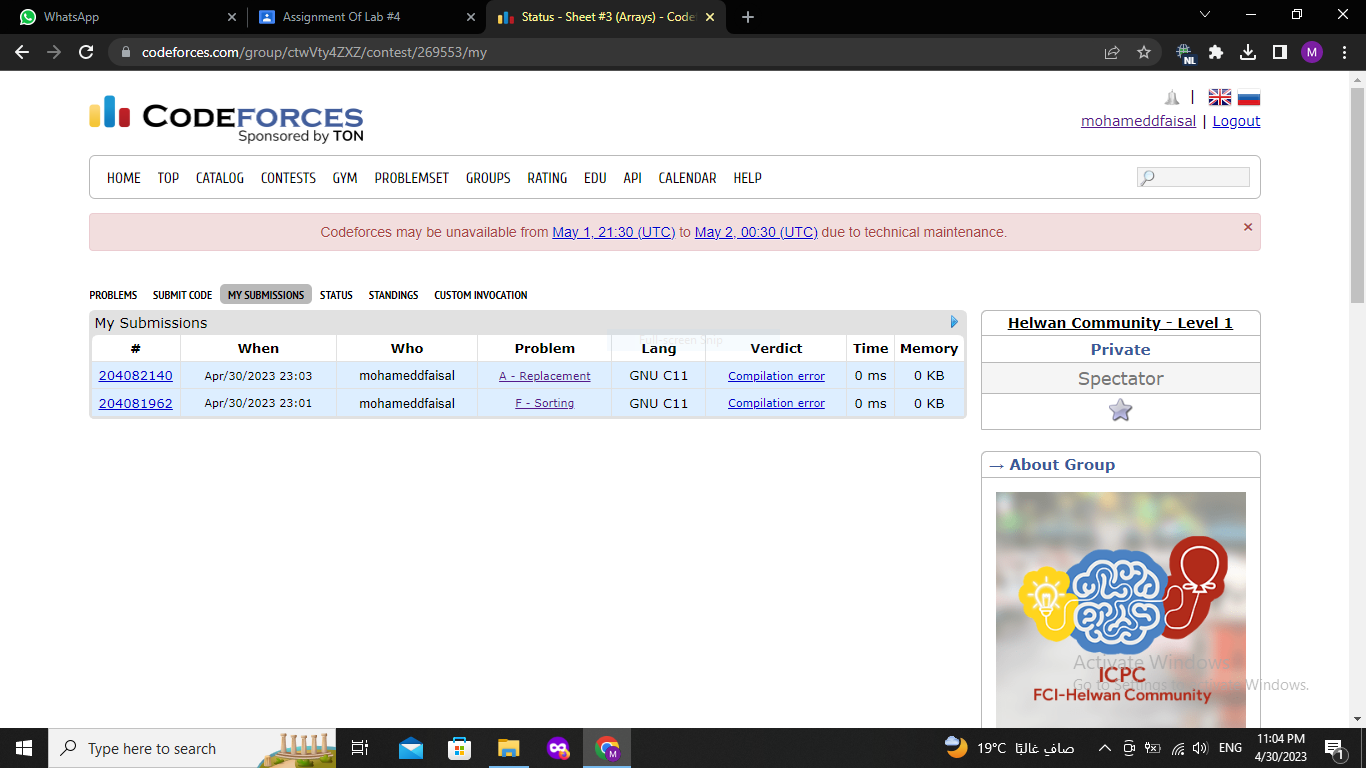 WhatsApp
Assignment Of Lab #4
Status - Sheet #3 (Arrays) - Codef
codeforces.com/group/ctwVty4ZXZ/contest/269553/my
NL
M
CODEFORCES
Sponsored by TON
mohameddfaisal | Logout
HOME TOP CATALOG CONTESTS GYM PROBLEMSET GROUPS RATING EDU API CALENDAR HELP
Codeforces may be unavailable from May 1, 21:30 (UTC) to May 2, 00:30 (UTC) due to technical maintenance.
PROBLEMS SUBMIT CODE MY SUBMISSIONS STATUS STANDINGS CUSTOM INVOCATION
My Submissions
Full-screen Snip
# When Who Problem Lang Verdict Time Memory
204082140 Apr/30/2023 23:03 mohameddfaisal A - Replacement GNU C11 Compilation error 0 ms 0 KB
204081962 Apr/30/2023 23:01 mohameddfaisal F - Sorting GNU C11 Compilation error 0 ms 0 KB
Helwan Community - Level 1
Private
Spectator
→ About Group
ICPC
FCI-Helwan Community
Activate Windows
Go to Settings to activate Windows.
Type here to search
M
19°C صافٍ غالبًا
ENG
11:04 PM
4/30/2023
1